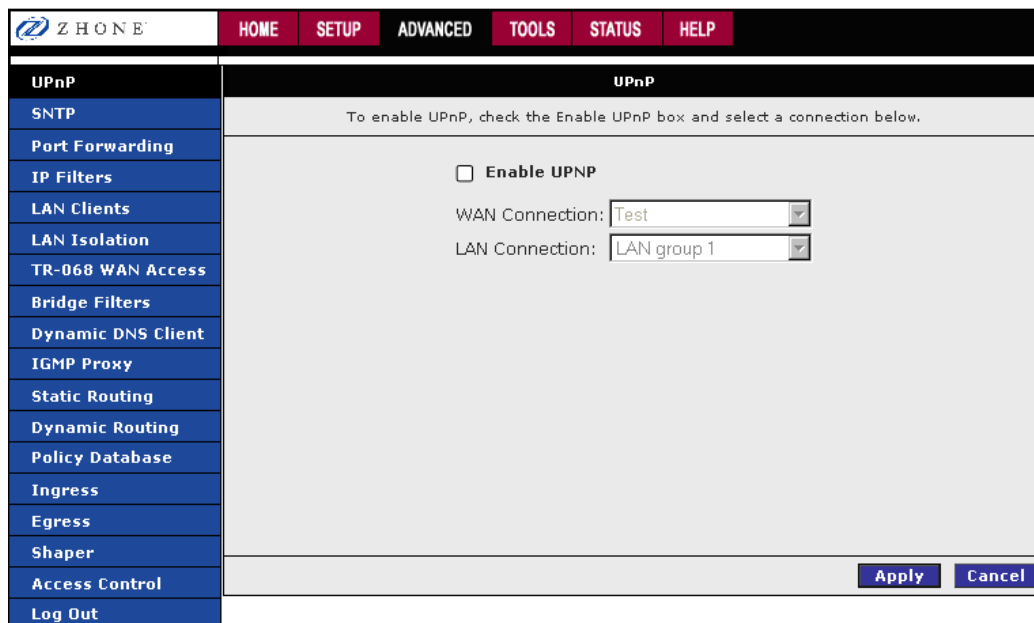 ZHONE
HOME SETUP ADVANCED TOOLS STATUS HELP
UPnP
SNTP
Port Forwarding
IP Filters
LAN Clients
LAN Isolation
TR-068 WAN Access
Bridge Filters
Dynamic DNS Client
IGMP Proxy
Static Routing
Dynamic Routing
Policy Database
Ingress
Egress
Shaper
Access Control
Log Out
UPnP
To enable UPnP, check the Enable UPnP box and select a connection below.
Enable UPNP
WAN Connection: Test
LAN Connection: LAN group 1
Apply Cancel